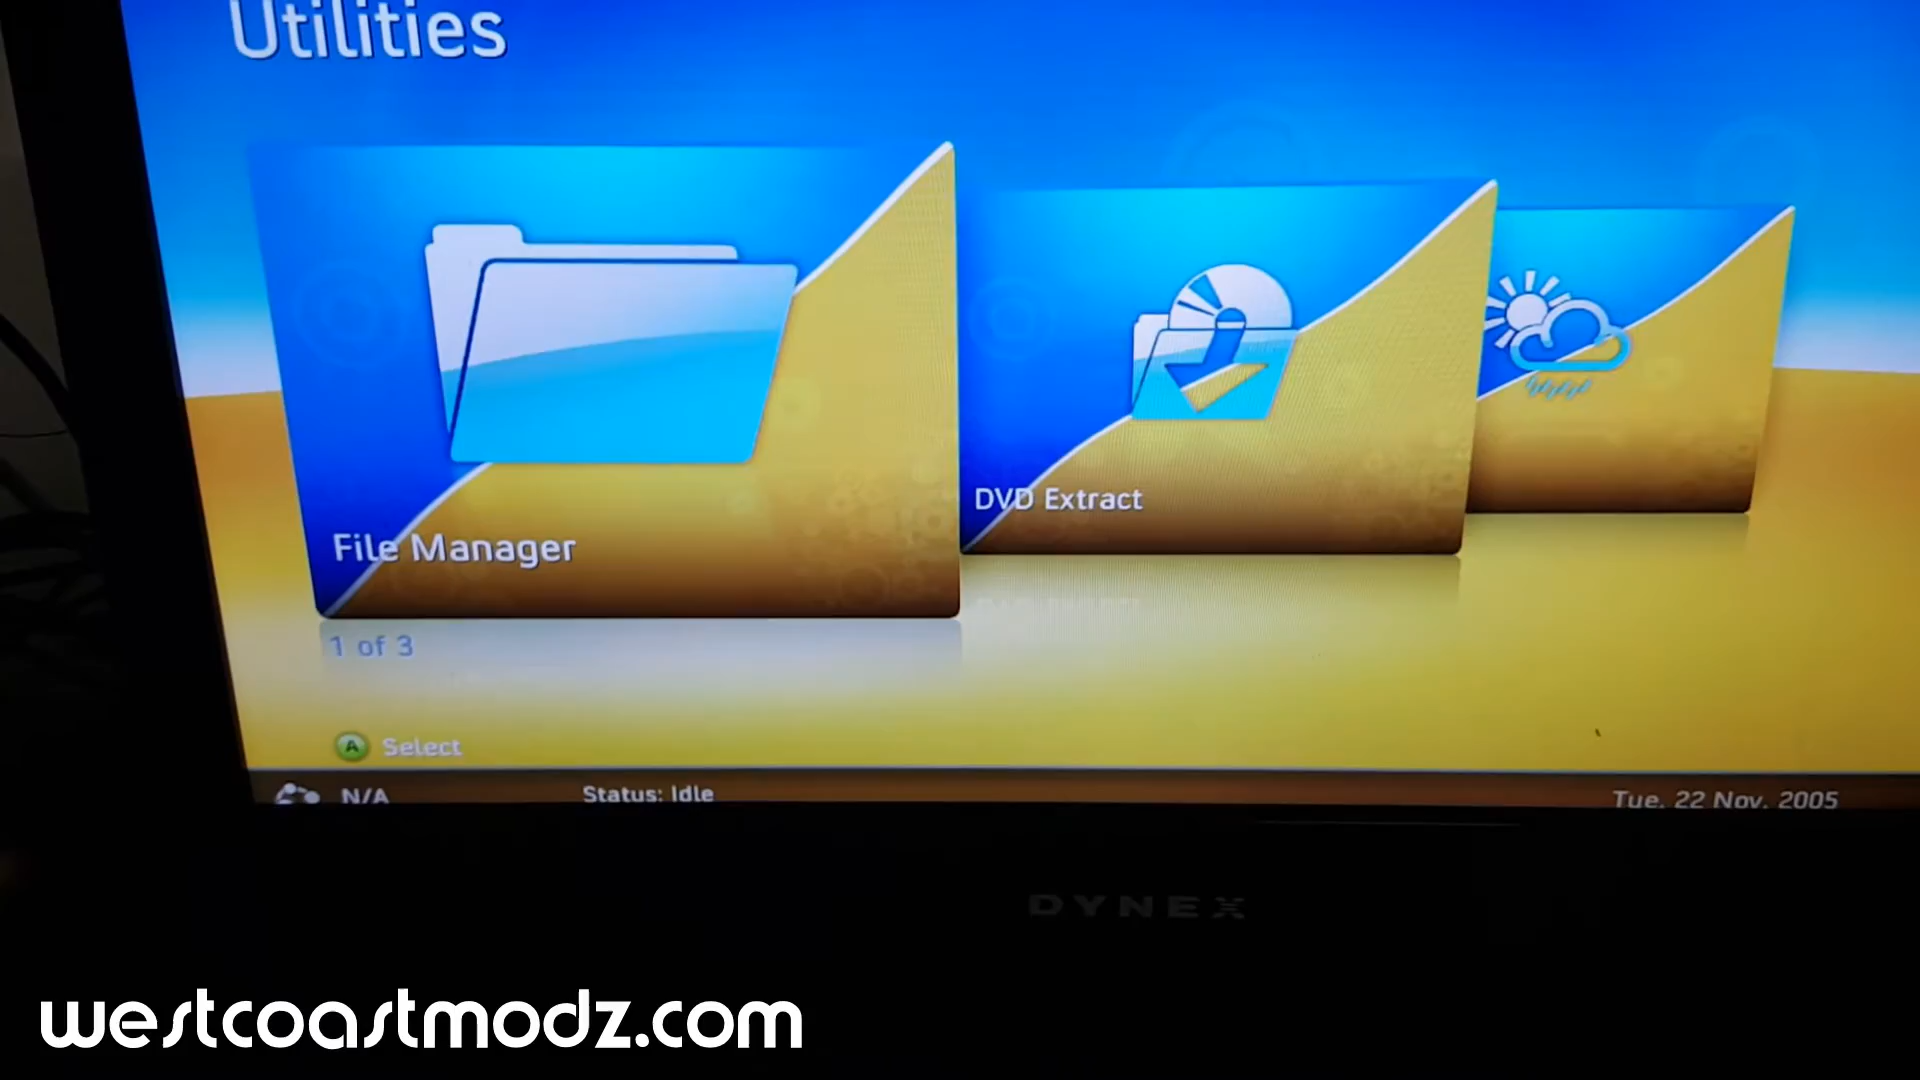 Utilities
File Manager
DVD Extract
1 of 3
A Select
N/A
Status: Idle
Tue. 22 Nov. 2005
DYNEX
westcoastmodz.com